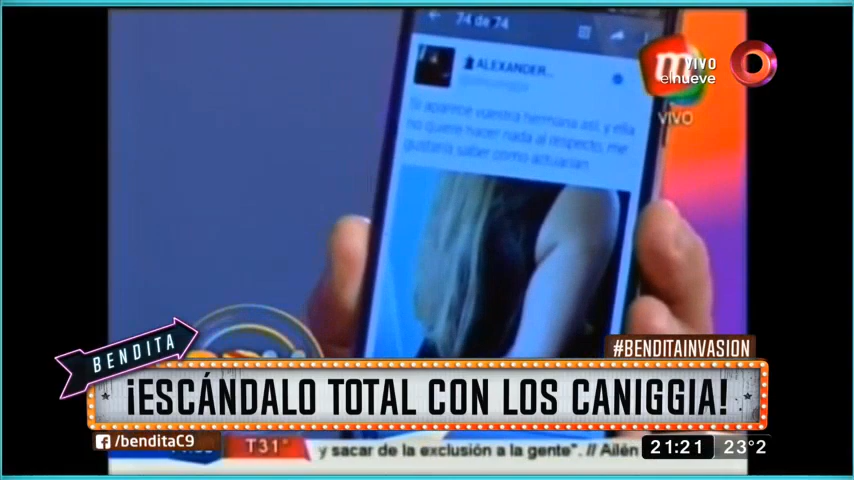 74 de 74
ALEXANDER...
Si aparece vuestra hermana así, y ella
no quiere hacer nada al respecto, me
gustaría saber como actuarían
m
VIVO
elnueve
VIVO
BENDITA
#BENDITAINVASION
¡ESCÁNDALO TOTAL CON LOS CANIGGIA!
/benditaC9
T31°
y sacar de la exclusión a la gente". // Ailén
21:21 23°2